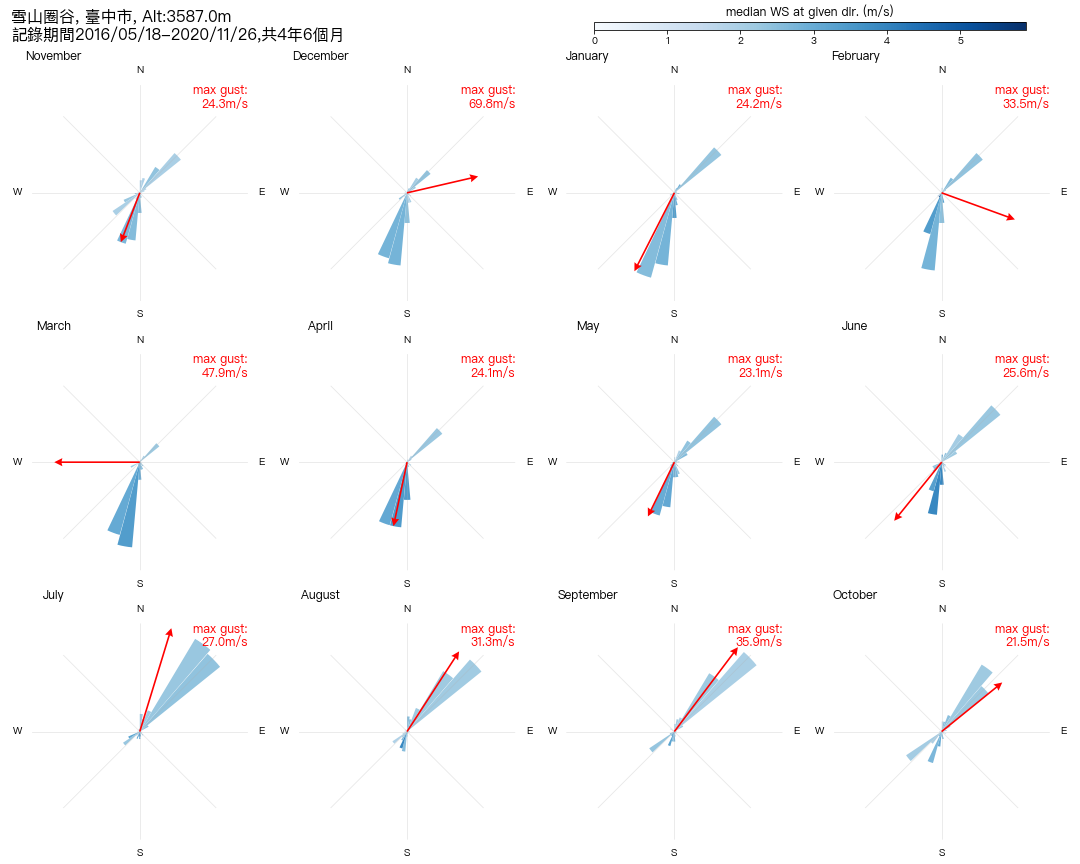 雪山圈谷, 臺中市, Alt:3587.0m
記錄期間2016/05/18–2020/11/26,共4年6個月
median WS at given dir. (m/s)
0 1 2 3 4 5
November
N
max gust:
24.3m/s
W E
S
December
N
max gust:
69.8m/s
W E
S
January
N
max gust:
24.2m/s
W E
S
February
N
max gust:
33.5m/s
W E
S
March
N
max gust:
47.9m/s
W E
S
April
N
max gust:
24.1m/s
W E
S
May
N
max gust:
23.1m/s
W E
S
June
N
max gust:
25.6m/s
W E
S
July
N
max gust:
27.0m/s
W E
S
August
N
max gust:
31.3m/s
W E
S
September
N
max gust:
35.9m/s
W E
S
October
N
max gust:
21.5m/s
W E
S